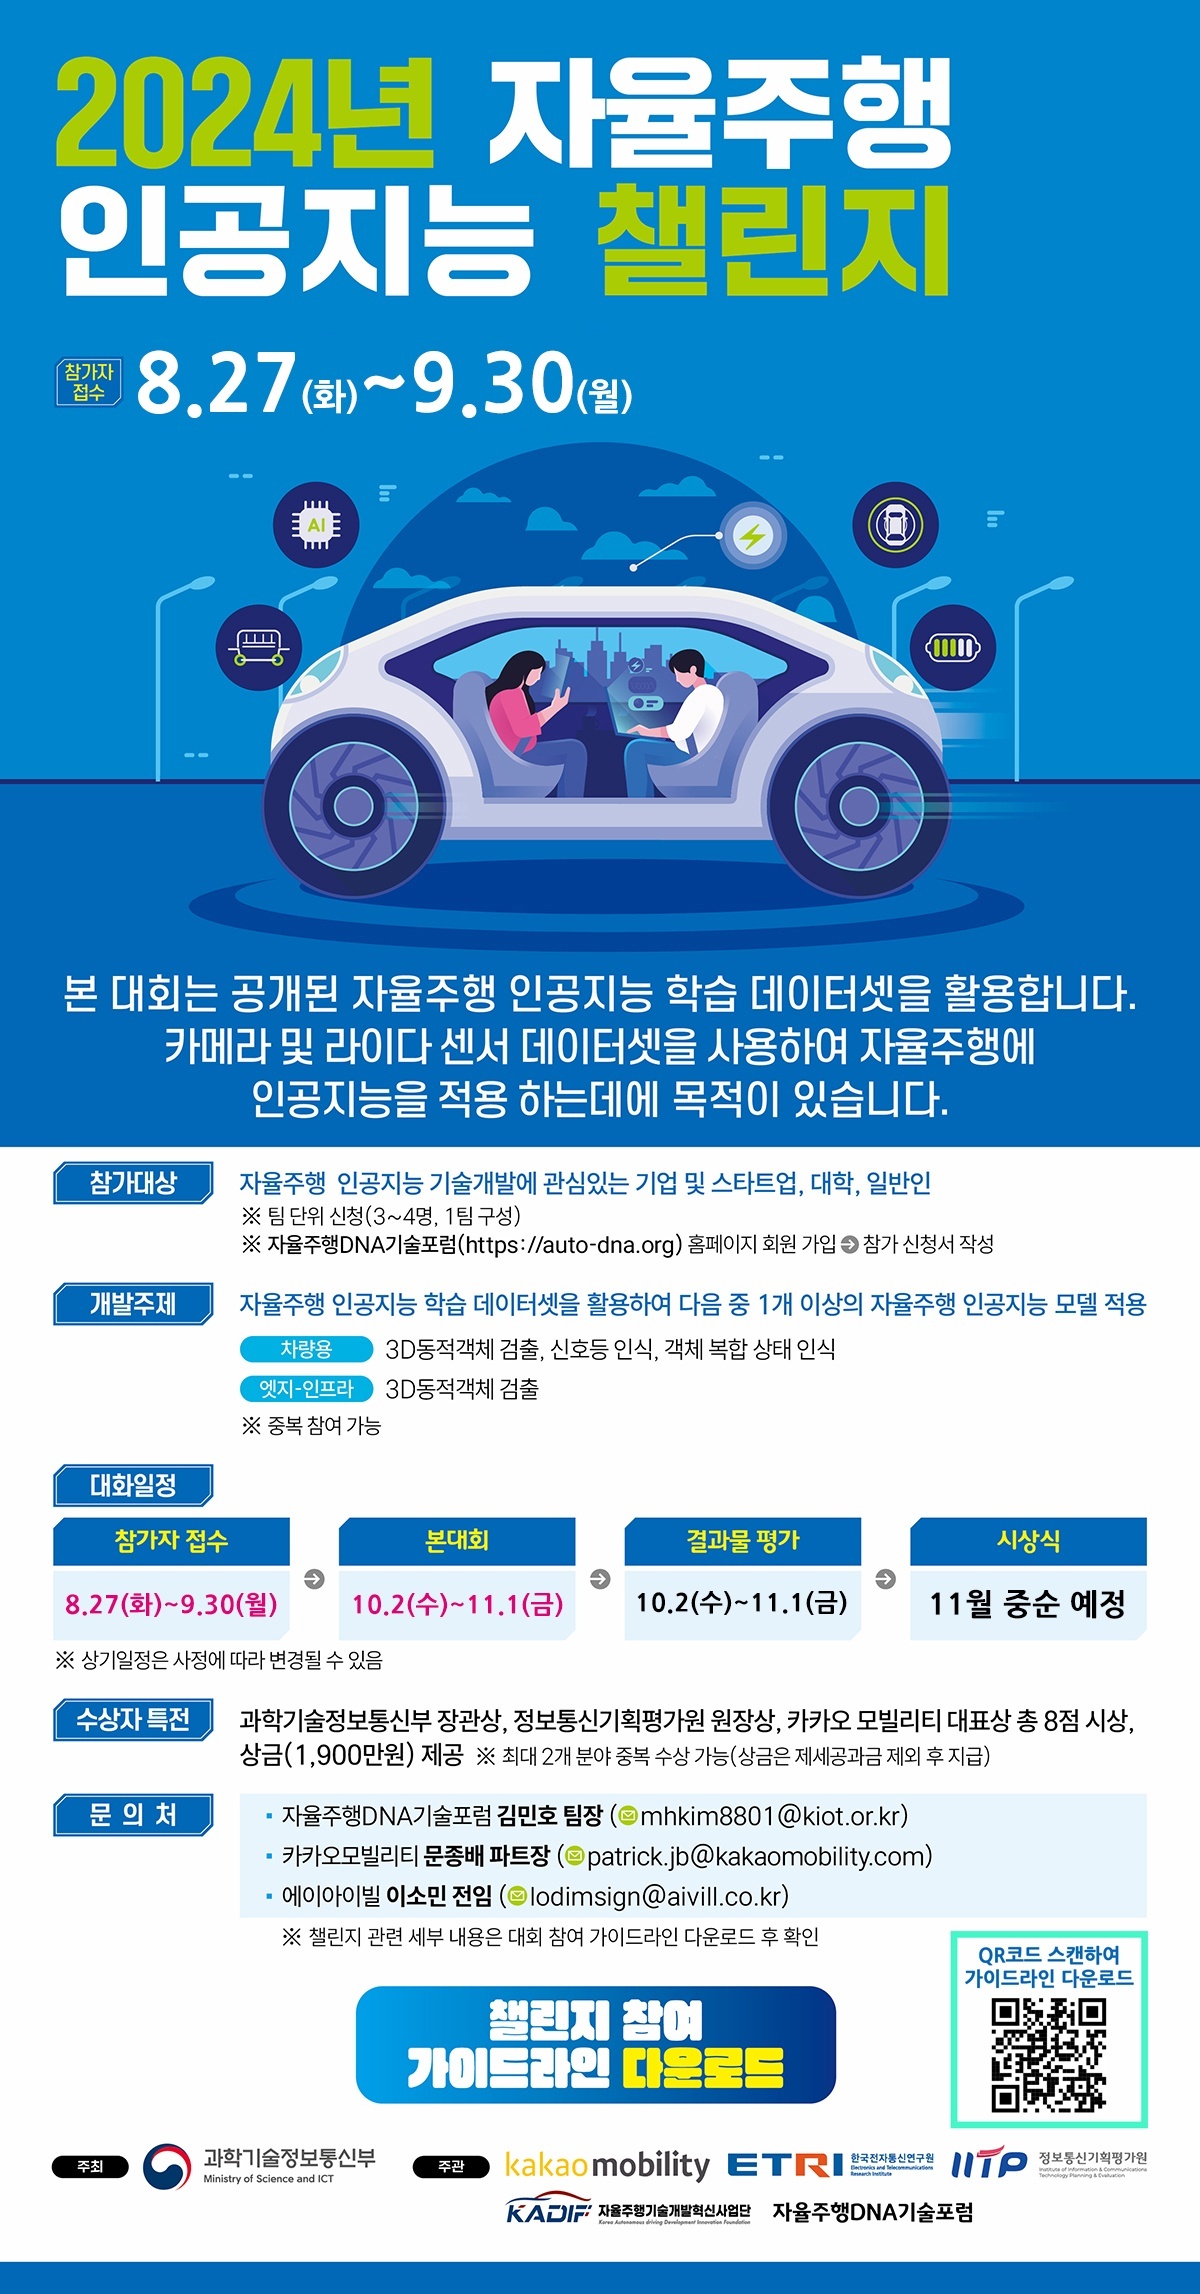 2024년 자율주행
인공지능 챌린지
참가자
접수
8.27(화)~9.30(월)
AI
본 대회는 공개된 자율주행 인공지능 학습 데이터셋을 활용합니다.
카메라 및 라이다 센서 데이터셋을 사용하여 자율주행에
인공지능을 적용 하는데에 목적이 있습니다.
참가대상
자율주행 인공지능 기술개발에 관심있는 기업 및 스타트업, 대학, 일반인
※ 팀 단위 신청(3~4명, 1팀 구성)
※ 자율주행DNA기술포럼(https://auto-dna.org) 홈페이지 회원 가입 ➔ 참가 신청서 작성
개발주제
자율주행 인공지능 학습 데이터셋을 활용하여 다음 중 1개 이상의 자율주행 인공지능 모델 적용
차량용 3D동적객체 검출, 신호등 인식, 객체 복합 상태 인식
엣지-인프라 3D동적객체 검출
※ 중복 참여 가능
대화일정
참가자 접수
8.27(화)~9.30(월)
본대회
10.2(수)~11.1(금)
결과물 평가
10.2(수)~11.1(금)
시상식
11월 중순 예정
※ 상기일정은 사정에 따라 변경될 수 있음
수상자 특전
과학기술정보통신부 장관상, 정보통신기획평가원 원장상, 카카오 모빌리티 대표상 총 8점 시상,
상금(1,900만원) 제공 ※ 최대 2개 분야 중복 수상 가능(상금은 제세공과금 제외 후 지급)
문 의 처
▪ 자율주행DNA기술포럼 김민호 팀장 (mhkim8801@kiot.or.kr)
▪ 카카오모빌리티 문종배 파트장 (patrick.jb@kakaomobility.com)
▪ 에이아이빌 이소민 전임 (lodimsign@aivill.co.kr)
※ 챌린지 관련 세부 내용은 대회 참여 가이드라인 다운로드 후 확인
QR코드 스캔하여
가이드라인 다운로드
챌린지 참여
가이드라인 다운로드
주최
과학기술정보통신부
Ministry of Science and ICT
주관
kakao mobility
ETRI
한국전자통신연구원
Electronics and Telecommunications
Research Institute
IITP
정보통신기획평가원
Institute of Information & Communications
Technology Planning & Evaluation
KADIF
자율주행기술개발혁신사업단
Korea Autonomous driving Development Innovation Foundation
자율주행DNA기술포럼